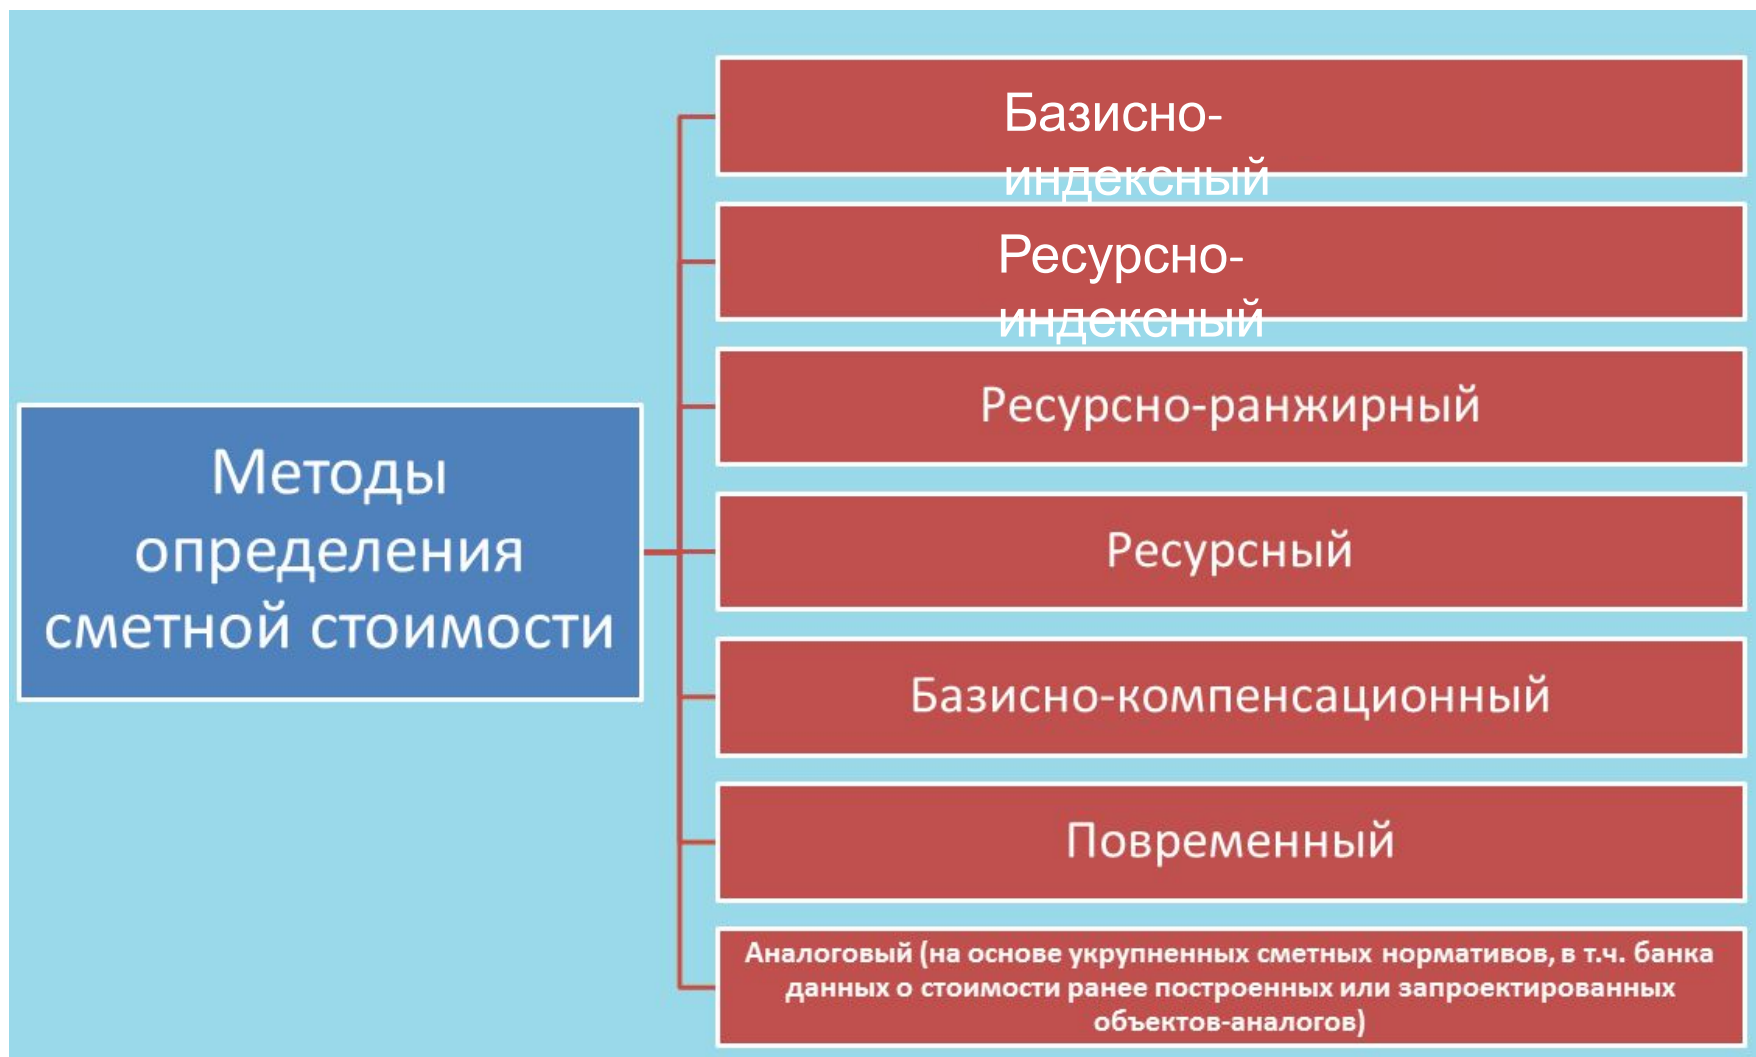 Методы
определения
сметной стоимости
Базисно-
индексный
Ресурсно-
индексный
Ресурсно-ранжирный
Ресурсный
Базисно-компенсационный
Повременный
Аналоговый (на основе укрупненных сметных нормативов, в т.ч. банка
данных о стоимости ранее построенных или запроектированных
объектов-аналогов)